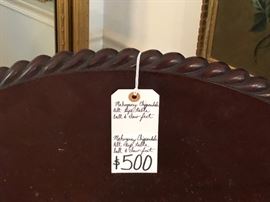 Mahogany Chippendale
tilt top table
ball & claw feet
Mahogany Chippendale
tilt top table
ball & claw feet
$500